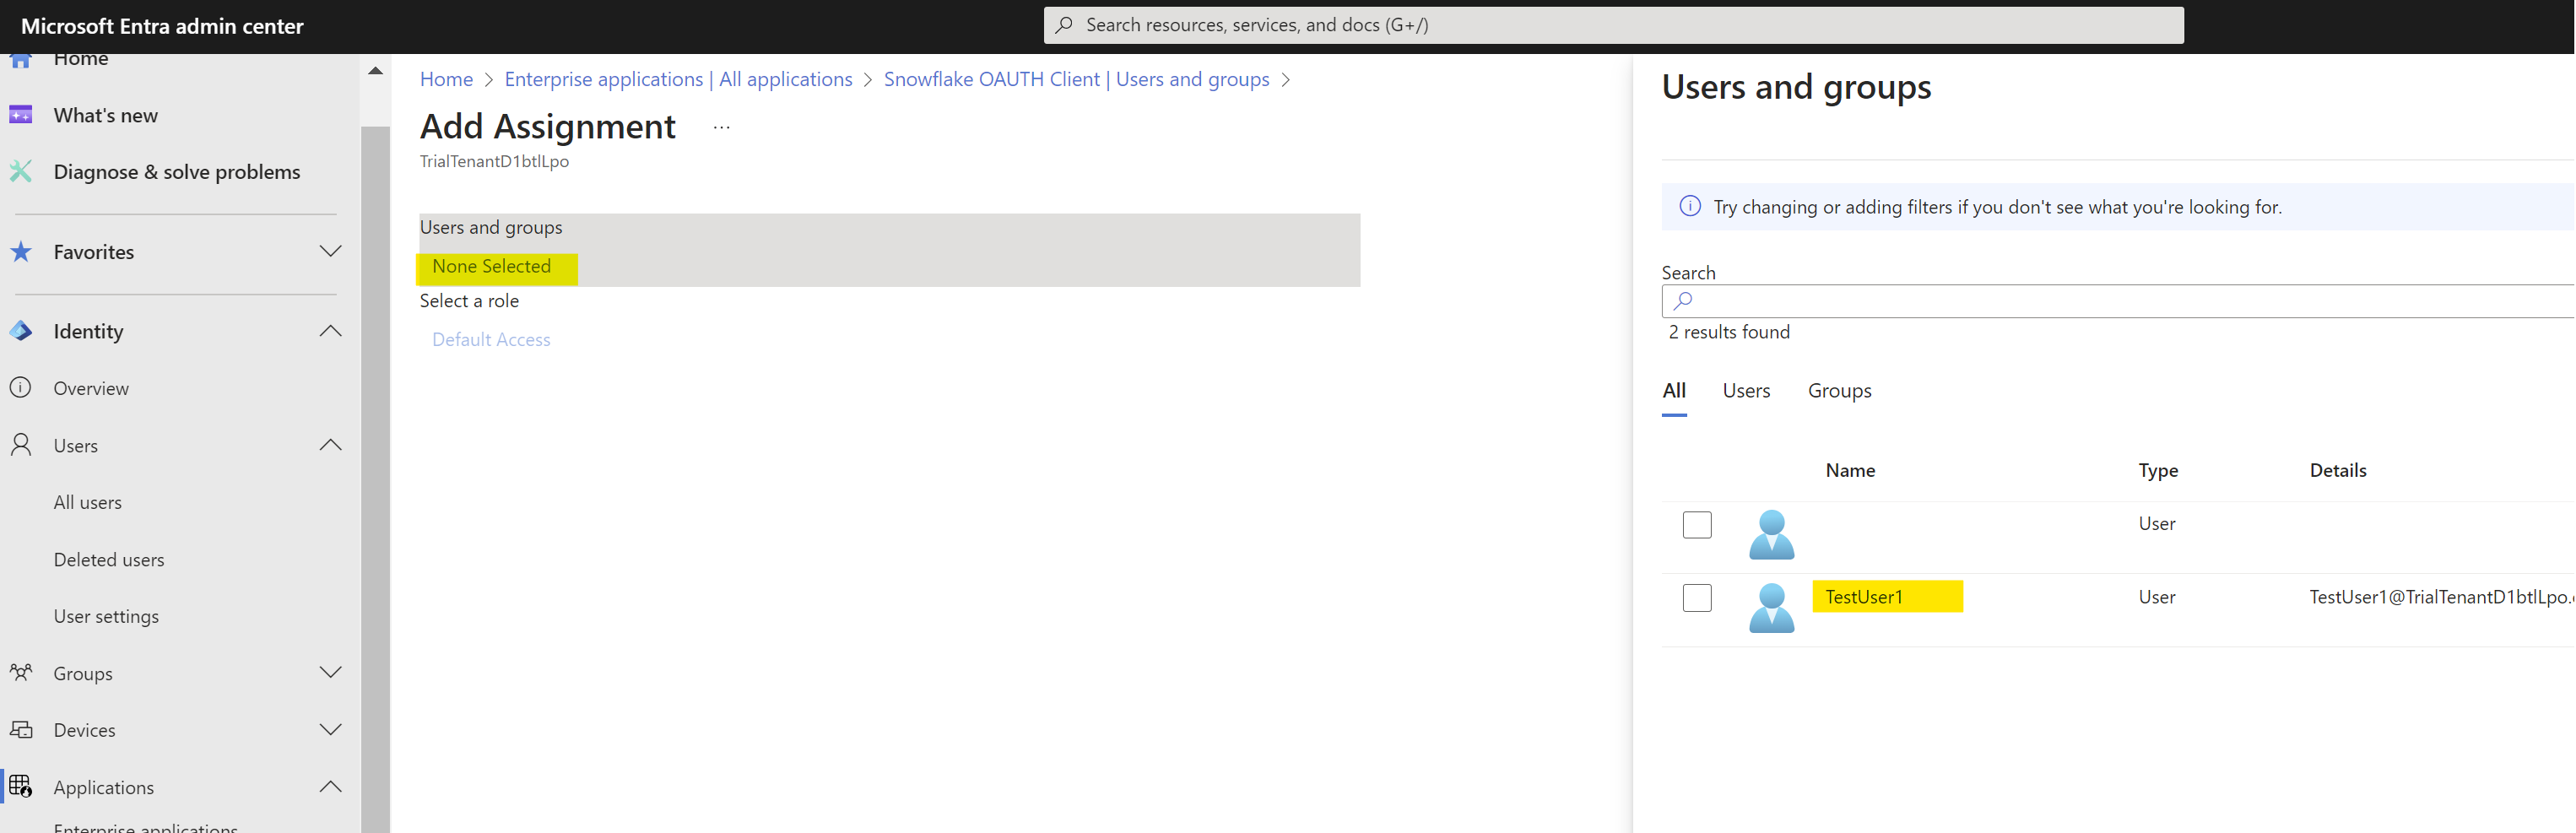 Microsoft Entra admin center
Search resources, services, and docs (G+/)
Home
What's new
Diagnose & solve problems
Favorites
Identity
Overview
Users
All users
Deleted users
User settings
Groups
Devices
Applications
Enterprise applications
Home > Enterprise applications | All applications > Snowflake OAUTH Client | Users and groups >
Add Assignment ...
TrialTenantD1btlLpo
Users and groups
None Selected
Select a role
Default Access
Users and groups
Try changing or adding filters if you don't see what you're looking for.
Search
2 results found
All Users Groups
Name Type Details
User
TestUser1 User TestUser1@TrialTenantD1btlLpo.